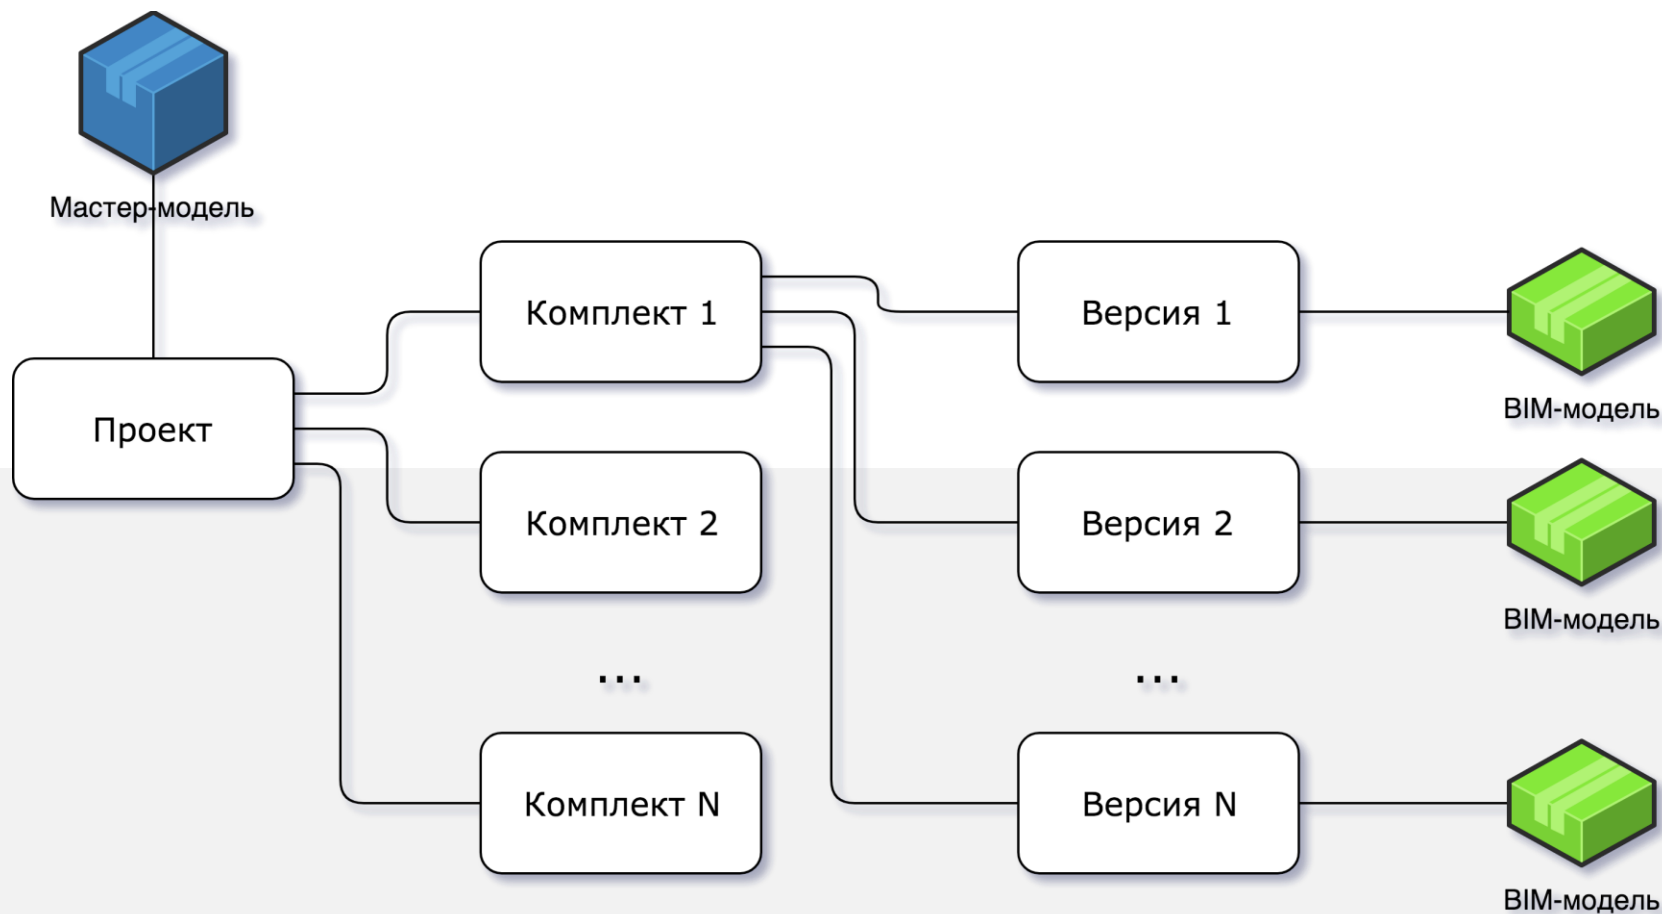 Мастер-модель
Комплект 1
Версия 1
BIM-модель
Проект
Комплект 2
Версия 2
BIM-модель
...
...
Комплект N
Версия N
BIM-модель